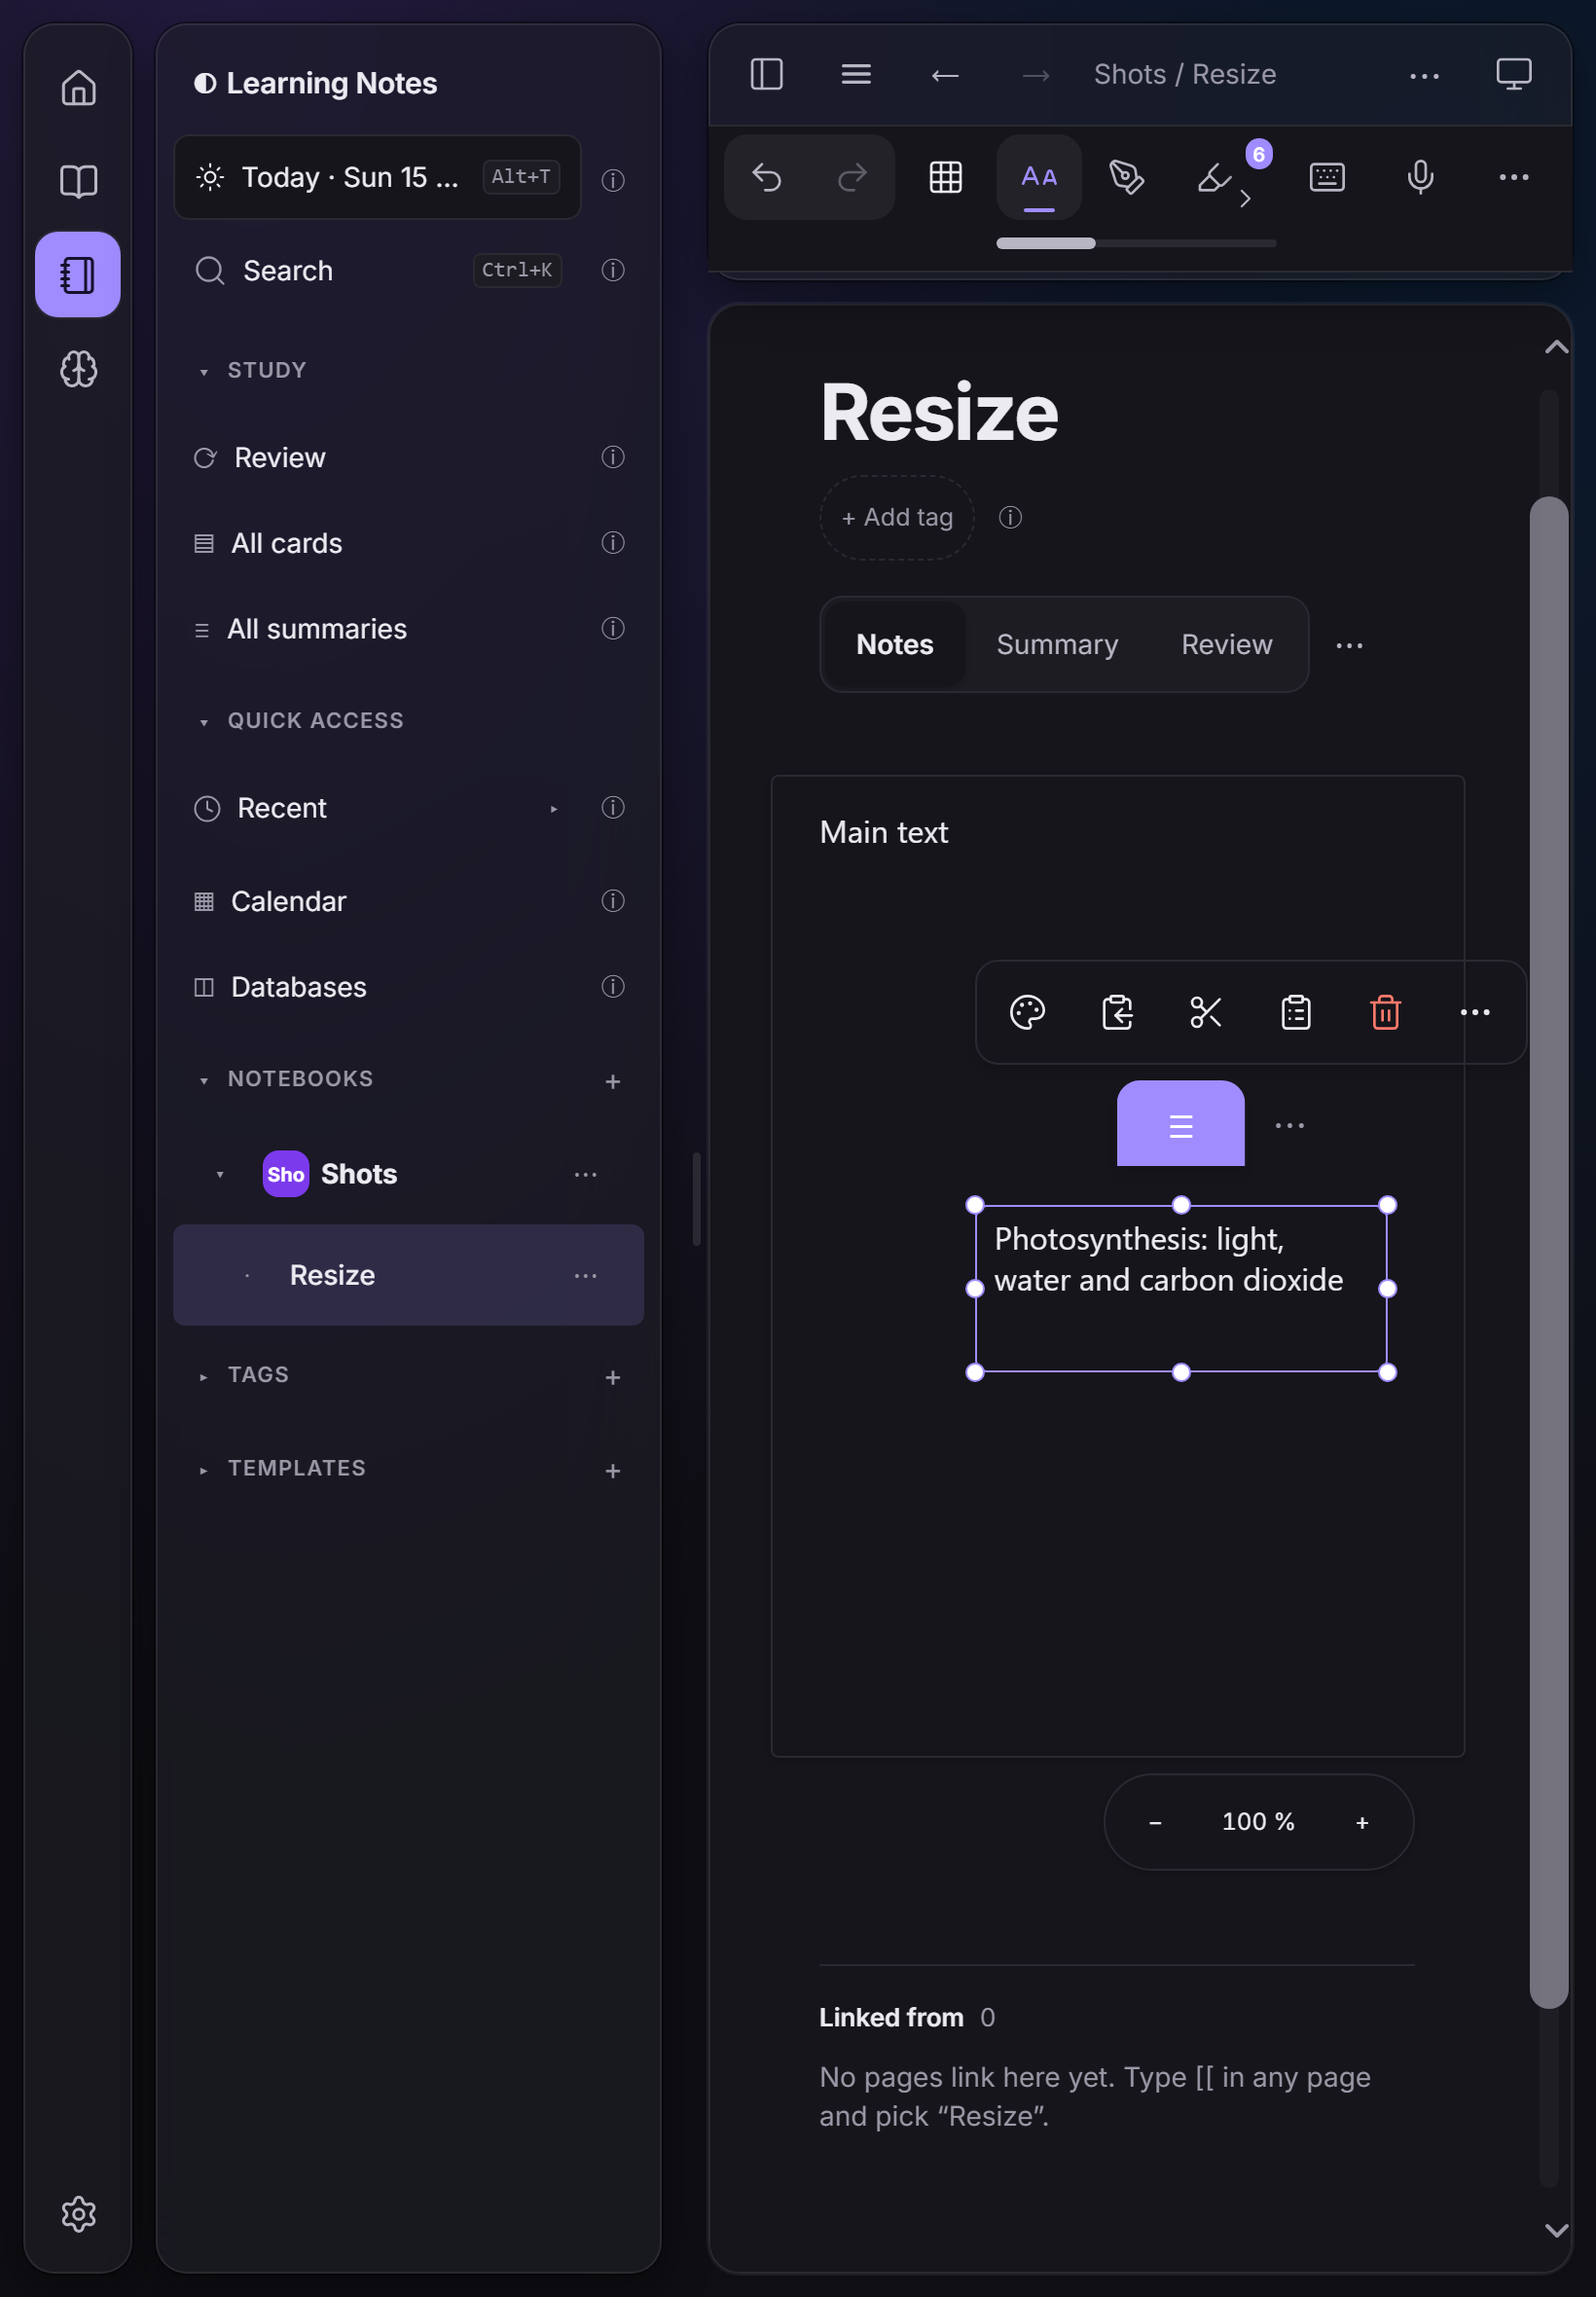 Learning Notes
Today · Sun 15 ... Alt+T
Search Ctrl+K
STUDY
Review
All cards
All summaries
QUICK ACCESS
Recent
Calendar
Databases
NOTEBOOKS
Sho Shots
Resize
TAGS
TEMPLATES
Shots / Resize
AA
6
Resize
+ Add tag
Notes Summary Review
Main text
Photosynthesis: light,
water and carbon dioxide
− 100 % +
Linked from 0
No pages link here yet. Type [[ in any page
and pick “Resize”.